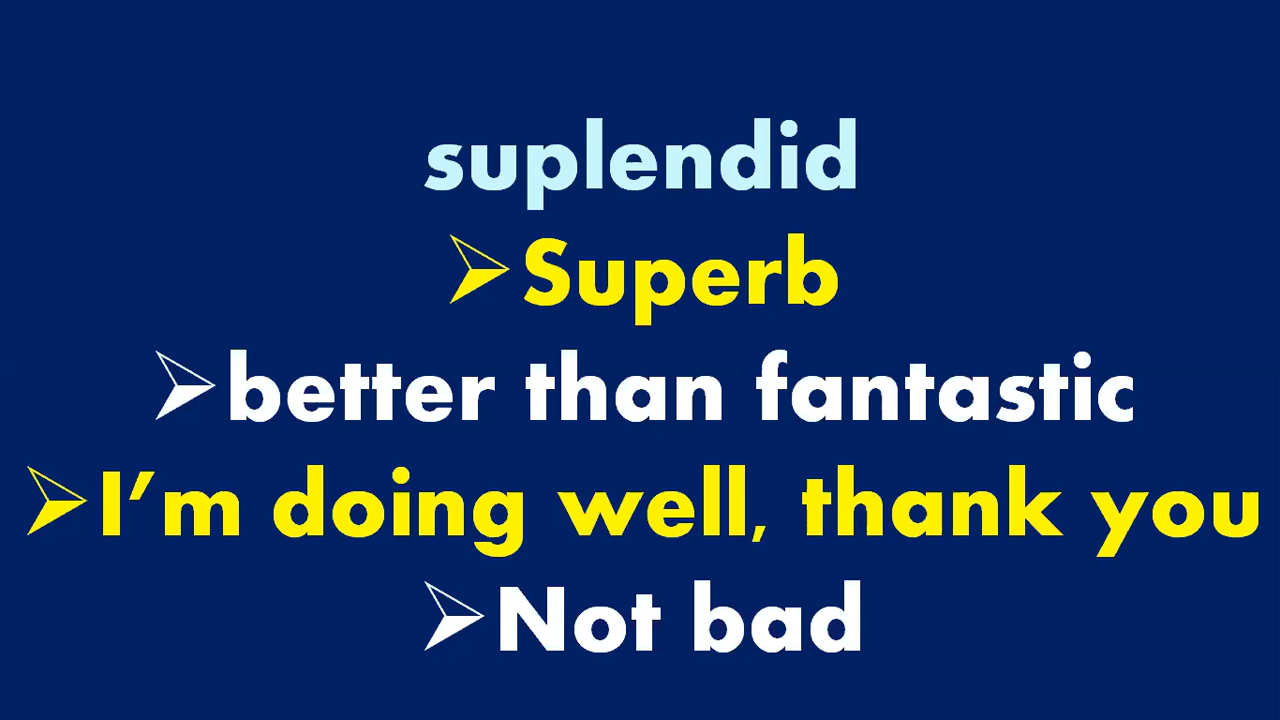 suplendid
➢Superb
➢better than fantastic
➢I’m doing well, thank you
➢Not bad